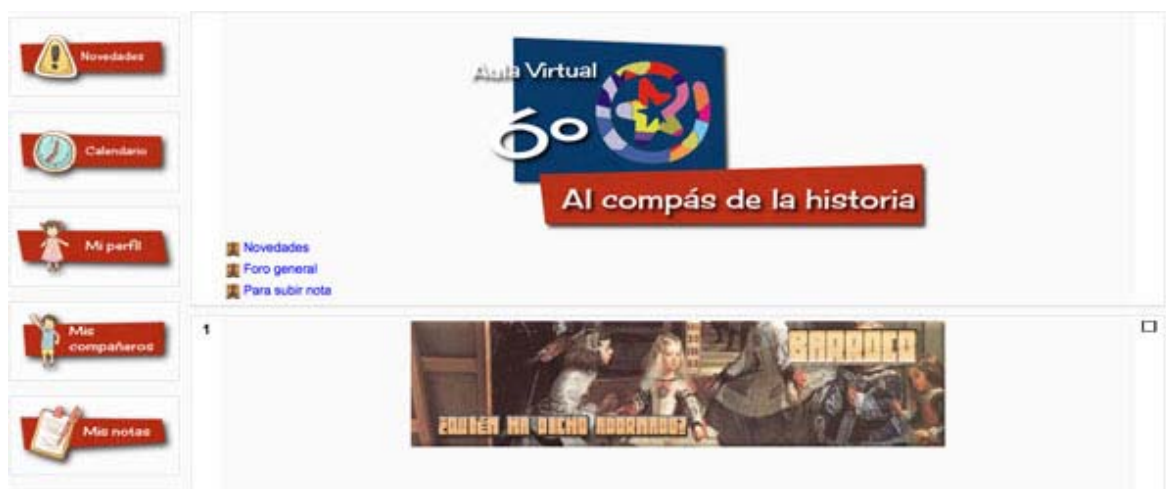 Novedades
Calendario
Mi perfil
Mis
compañeros
Mis notas
Aula Virtual
6º
Al compás de la historia
Novedades
Foro general
Para subir nota
1
BARROCO
¿QUIÉN MA DICHO ADORNADO?